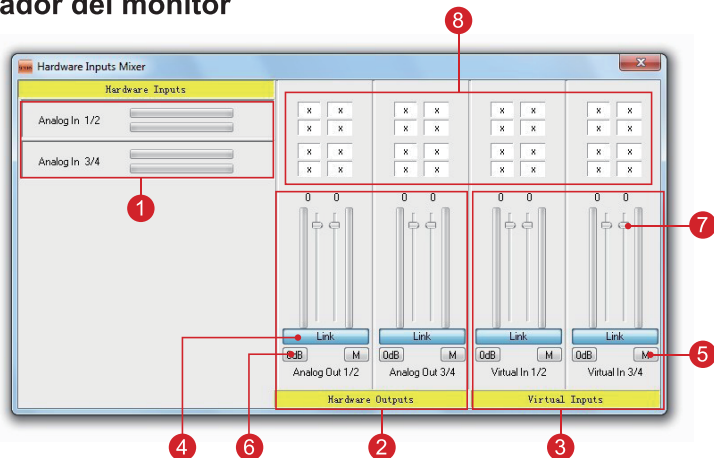 ador del monitor
8
Hardware Inputs Mixer
x
Hardware Inputs
Analog In 1/2
Analog In 3/4
1
x x x x x x x x
x x x x x x x x
x x x x x x x x
x x x x x x x x
0 0 0 0 0 0 0 0
7
Link Link Link Link
0dB M 0dB M 0dB M 0dB M
5
Analog Out 1/2 Analog Out 3/4 Virtual In 1/2 Virtual In 3/4
Hardware Outputs Virtual Inputs
4 6 2 3